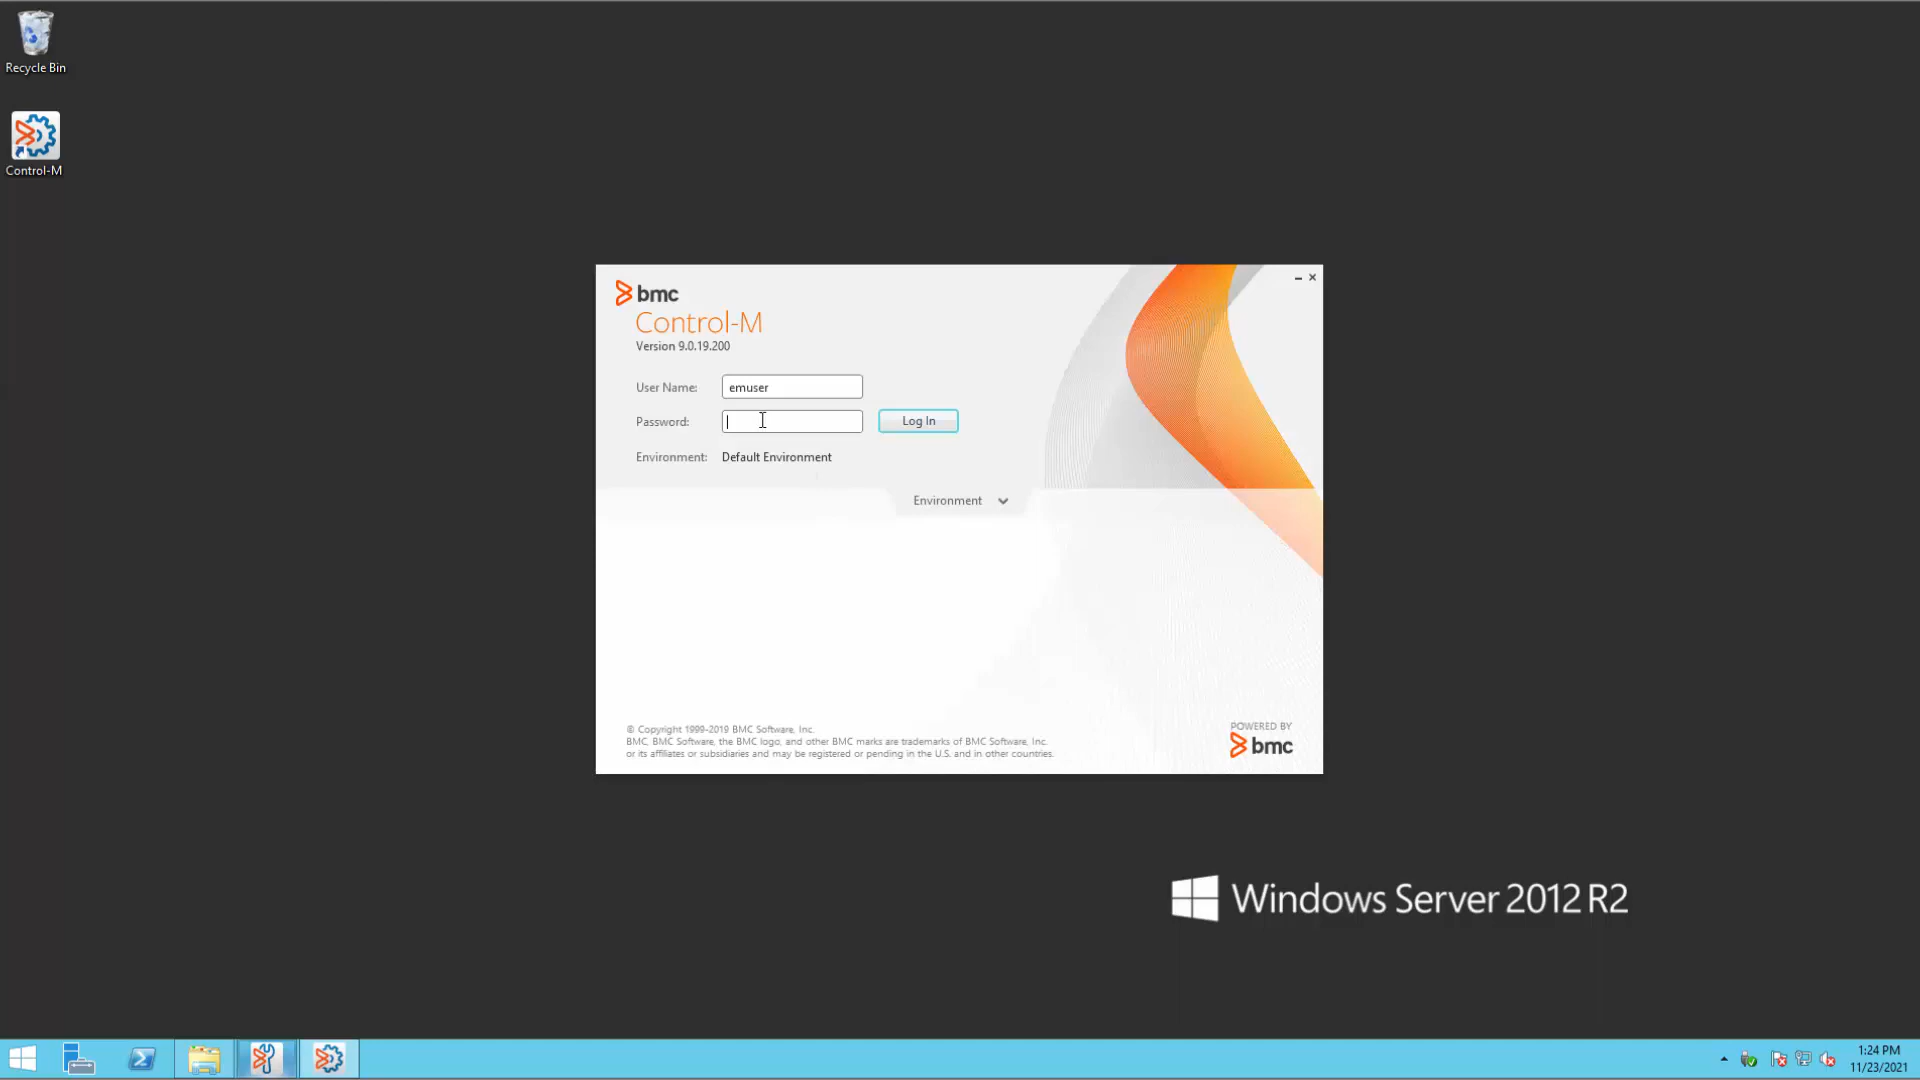 Recycle Bin
Control-M
bmc
Control-M
Version 9.0.19.200
User Name:
emuser
Password:
Log In
Environment:
Default Environment
Environment
© Copyright 1999-2019 BMC Software, Inc.
BMC, BMC Software, the BMC logo, and other BMC marks are trademarks of BMC Software, Inc.
or its affiliates or subsidiaries and may be registered or pending in the U.S. and in other countries.
POWERED BY
bmc
Windows Server 2012 R2
1:24 PM
11/23/2021